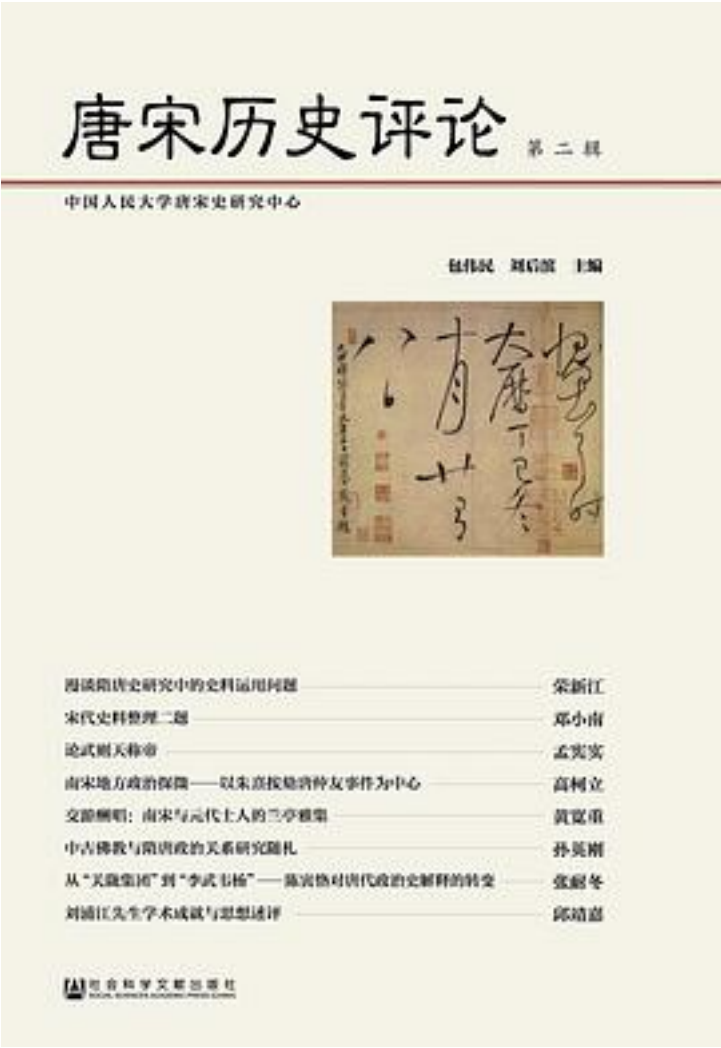 唐宋历史评论 第二辑
中国人民大学唐宋史研究中心
包伟民 刘后滨 主编
大历丁巳冬
十月廿
漫谈隋唐史研究中的史料运用问题 荣新江
宋代史料整理二题 邓小南
论武则天称帝 孟宪实
南宋地方政治探微——以朱熹按劾唐仲友事件为中心 高柯立
交游酬唱：南宋与元代士人的兰亭雅集 黄宽重
中古佛教与隋唐政治关系研究随札 孙英刚
从“关陇集团”到“李武韦杨”——陈寅恪对唐代政治史解释的转变 张耐冬
刘浦江先生学术成就与思想述评 邱靖嘉
社会科学文献出版社
SOCIAL SCIENCES ACADEMIC PRESS (CHINA)